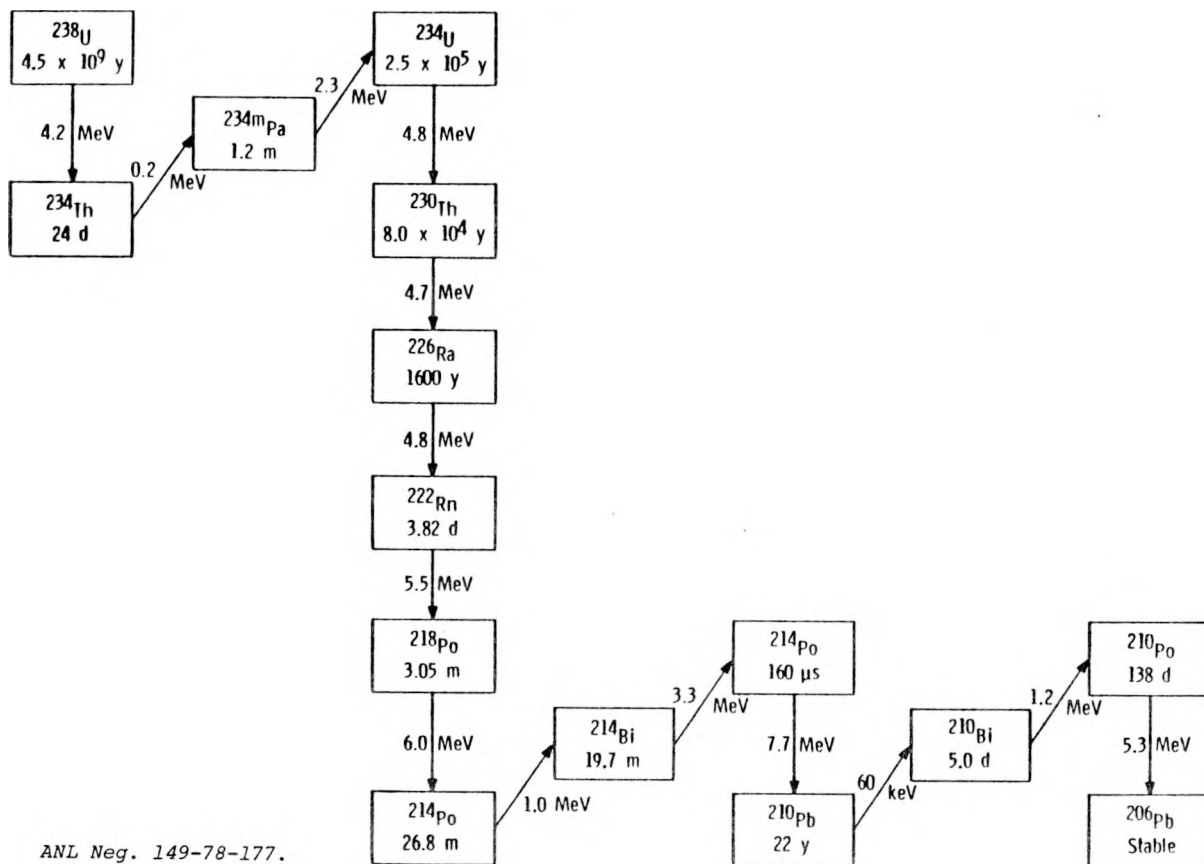 238U
4.5 x 10^9 y
4.2 MeV
234Th
24 d
0.2 MeV
234mPa
1.2 m
2.3 MeV
234U
2.5 x 10^5 y
4.8 MeV
230Th
8.0 x 10^4 y
4.7 MeV
226Ra
1600 y
4.8 MeV
222Rn
3.82 d
5.5 MeV
218Po
3.05 m
6.0 MeV
214Po
26.8 m
1.0 MeV
214Bi
19.7 m
3.3 MeV
214Po
160 μs
7.7 MeV
210Pb
22 y
60 keV
210Bi
5.0 d
1.2 MeV
210Po
138 d
5.3 MeV
206Pb
Stable
ANL Neg. 149-78-177.